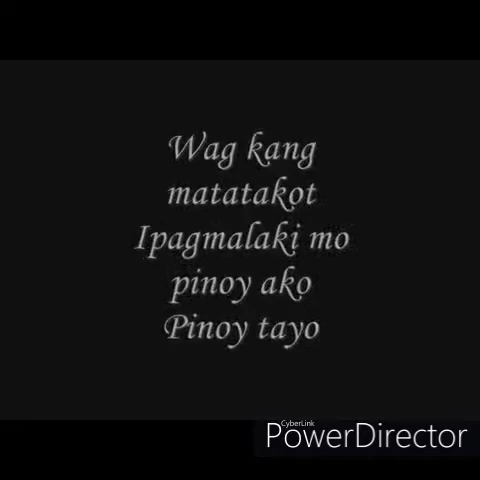 Wag kang
matatakot
Ipagmalaki mo
pinoy ako
Pinoy tayo
CyberLink
PowerDirector